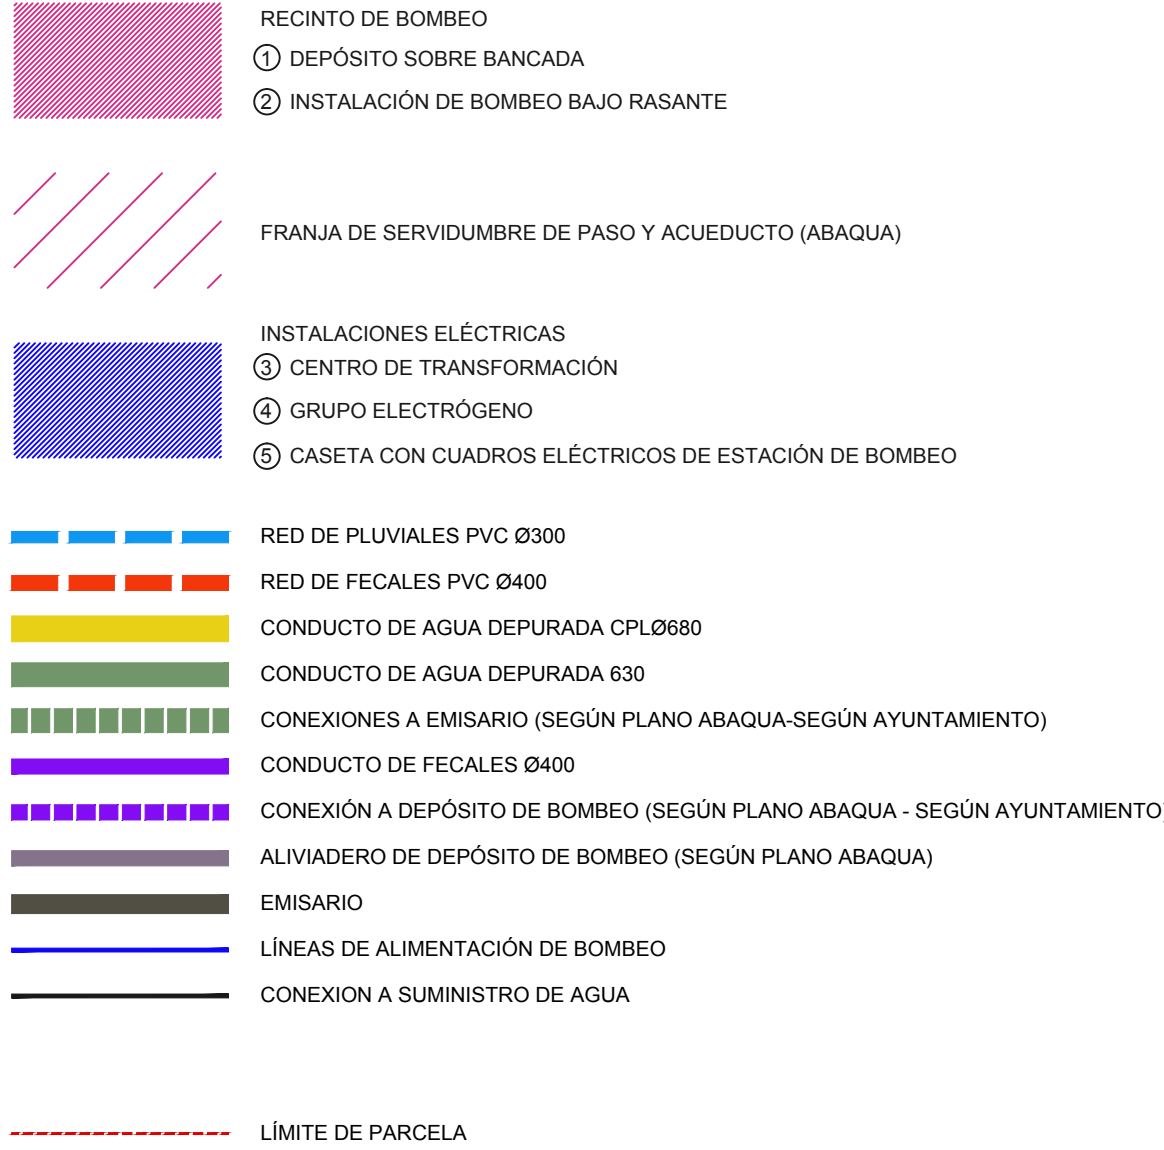 RECINTO DE BOMBEO
1 DEPÓSITO SOBRE BANCADA
2 INSTALACIÓN DE BOMBEO BAJO RASANTE
FRANJA DE SERVIDUMBRE DE PASO Y ACUEDUCTO (ABAQUA)
INSTALACIONES ELÉCTRICAS
3 CENTRO DE TRANSFORMACIÓN
4 GRUPO ELECTRÓGENO
5 CASETA CON CUADROS ELÉCTRICOS DE ESTACIÓN DE BOMBEO
RED DE PLUVIALES PVC Ø300
RED DE FECALES PVC Ø400
CONDUCTO DE AGUA DEPURADA CPLØ680
CONDUCTO DE AGUA DEPURADA 630
CONEXIONES A EMISARIO (SEGÚN PLANO ABAQUA-SEGÚN AYUNTAMIENTO)
CONDUCTO DE FECALES Ø400
CONEXIÓN A DEPÓSITO DE BOMBEO (SEGÚN PLANO ABAQUA - SEGÚN AYUNTAMIENTO)
ALIVIADERO DE DEPÓSITO DE BOMBEO (SEGÚN PLANO ABAQUA)
EMISARIO
LÍNEAS DE ALIMENTACIÓN DE BOMBEO
CONEXION A SUMINISTRO DE AGUA
LÍMITE DE PARCELA